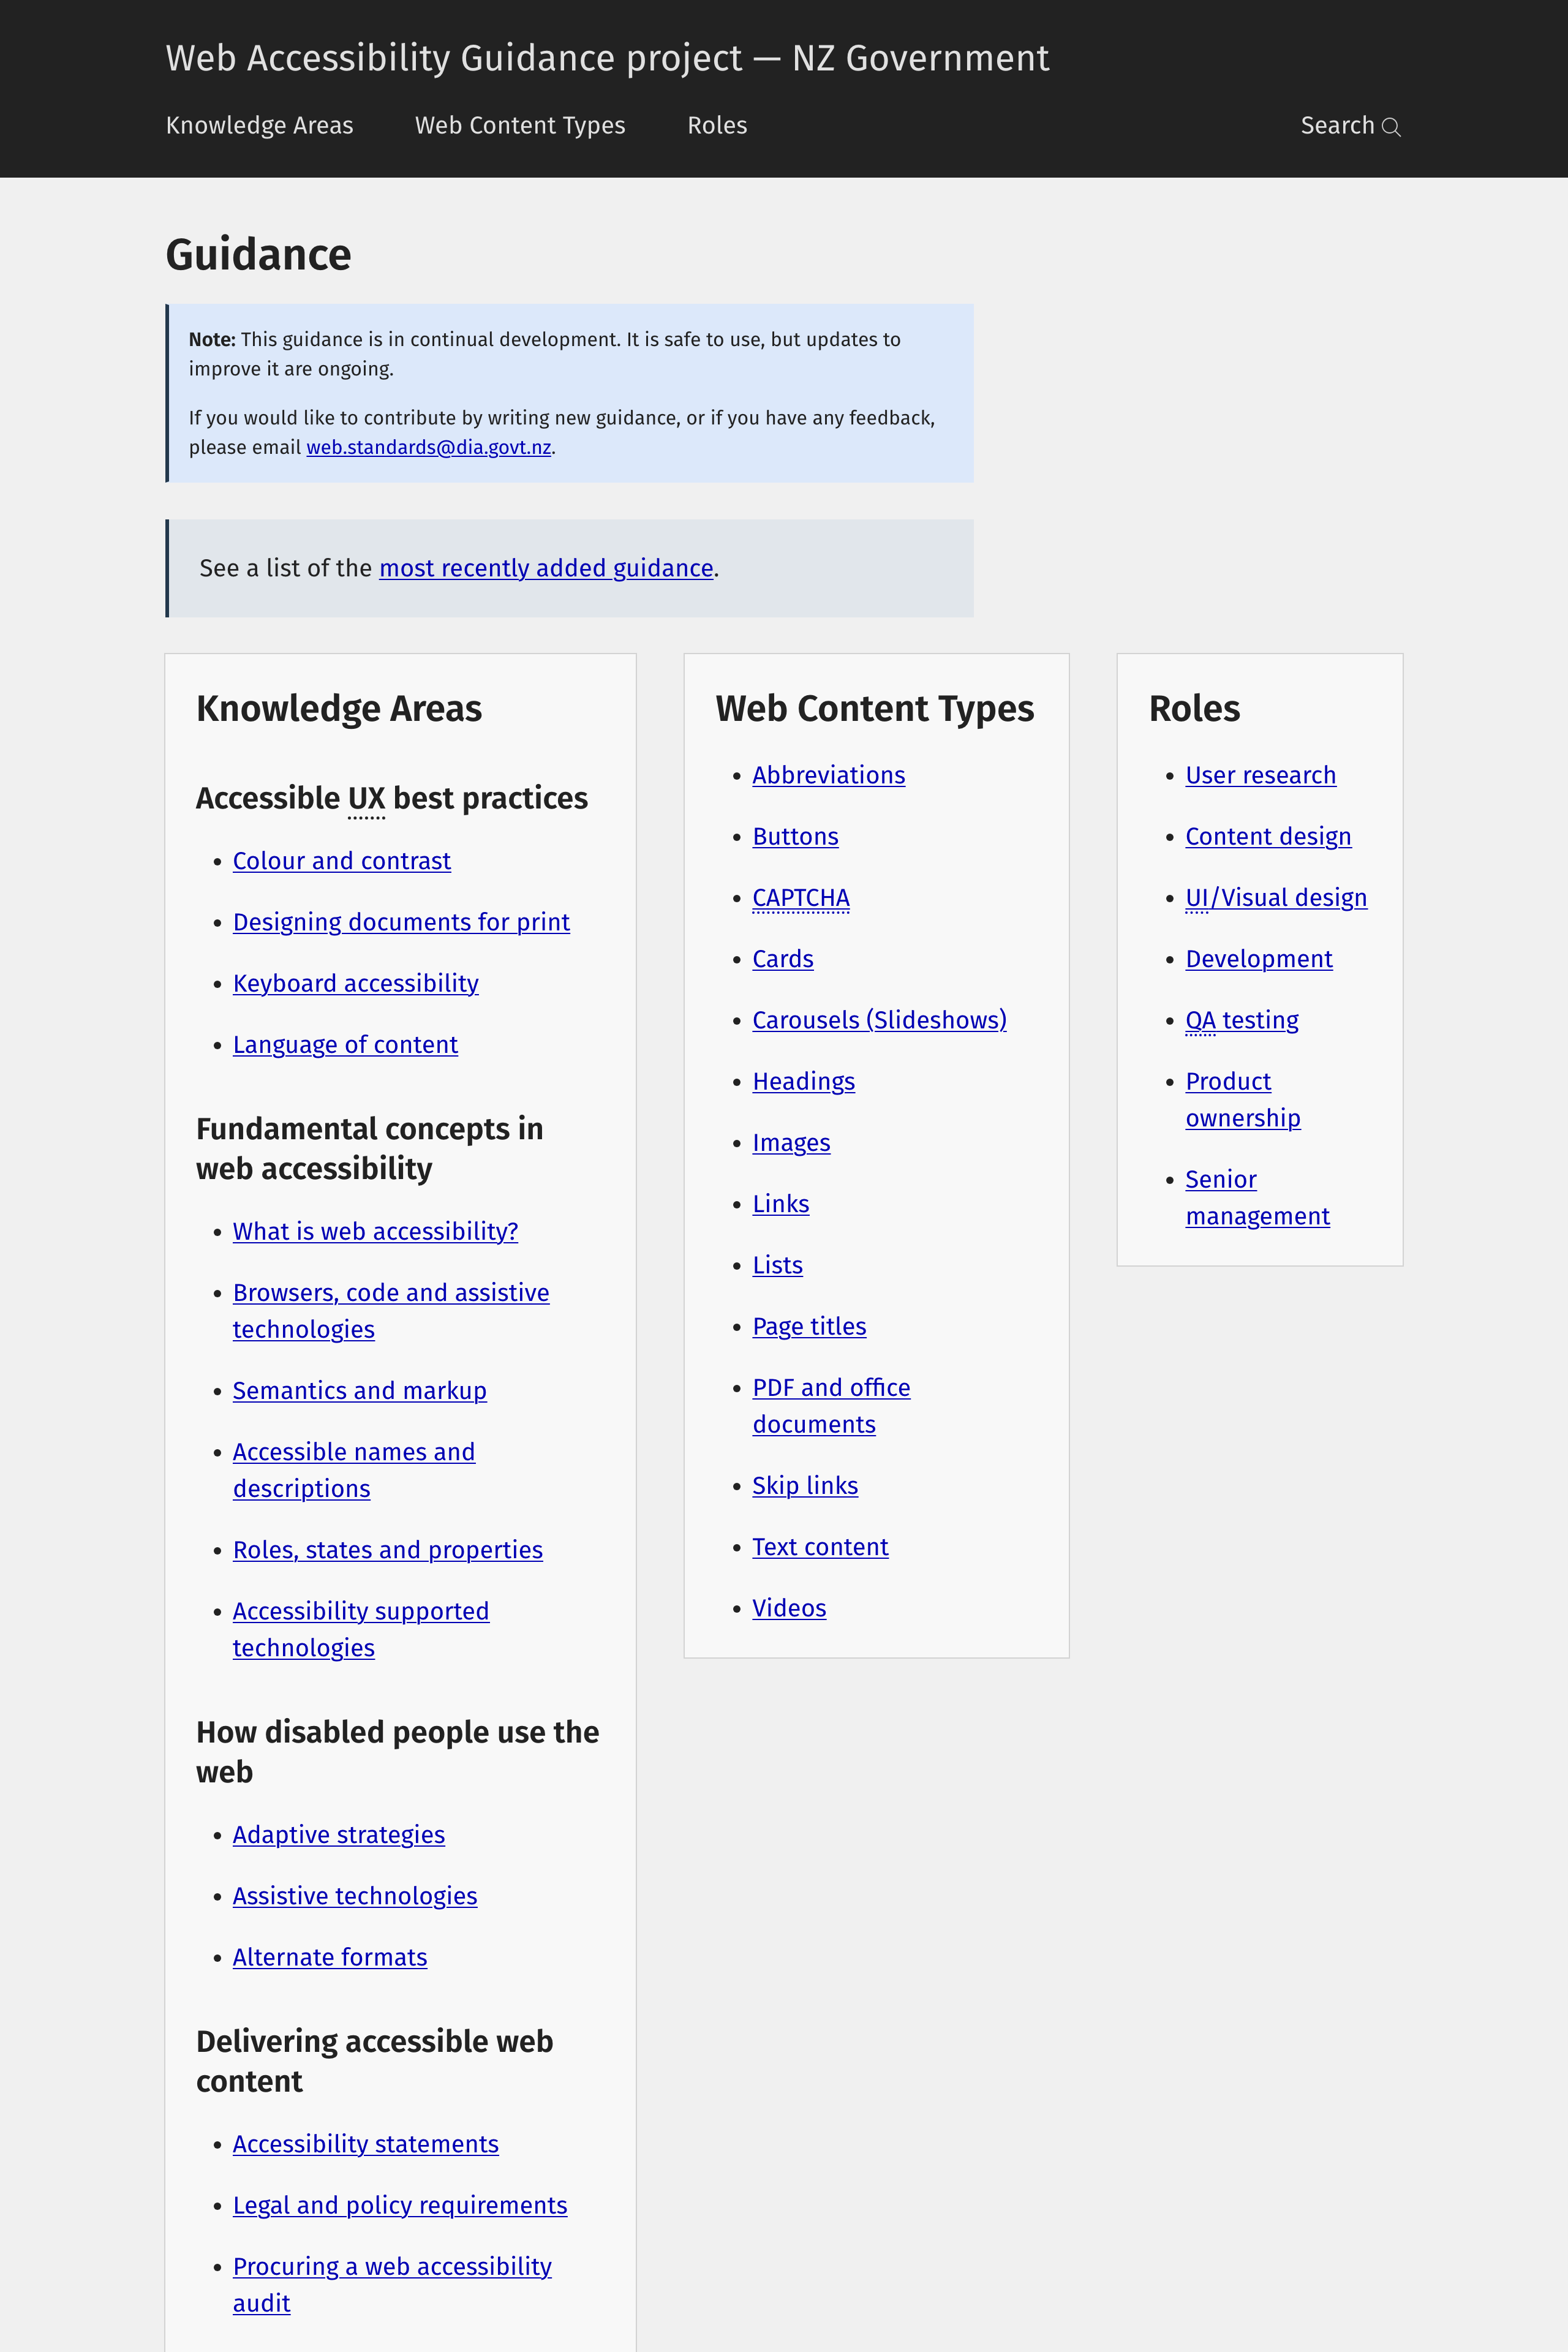 Web Accessibility Guidance project — NZ Government
Knowledge Areas
Web Content Types
Roles
Search
Guidance
Note: This guidance is in continual development. It is safe to use, but updates to
improve it are ongoing.
If you would like to contribute by writing new guidance, or if you have any feedback,
please email web.standards@dia.govt.nz.
See a list of the most recently added guidance.
Knowledge Areas
Accessible UX best practices
• Colour and contrast
• Designing documents for print
• Keyboard accessibility
• Language of content
Fundamental concepts in
web accessibility
• What is web accessibility?
• Browsers, code and assistive
technologies
• Semantics and markup
• Accessible names and
descriptions
• Roles, states and properties
• Accessibility supported
technologies
How disabled people use the
web
• Adaptive strategies
• Assistive technologies
• Alternate formats
Delivering accessible web
content
• Accessibility statements
• Legal and policy requirements
• Procuring a web accessibility
audit
Web Content Types
• Abbreviations
• Buttons
• CAPTCHA
• Cards
• Carousels (Slideshows)
• Headings
• Images
• Links
• Lists
• Page titles
• PDF and office
documents
• Skip links
• Text content
• Videos
Roles
• User research
• Content design
• UI/Visual design
• Development
• QA testing
• Product
ownership
• Senior
management